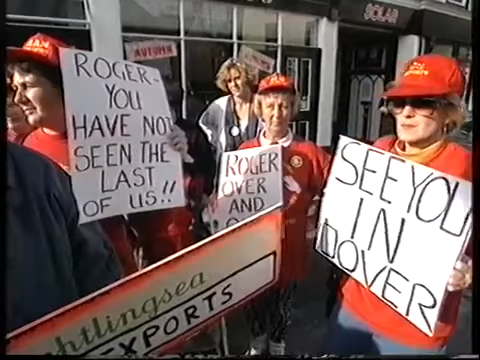 SOLAR
AUTUMN
ROGER-
YOU
HAVE NOT
SEEN THE
LAST
OF US!!
ROGER
OVER
AND
SEE YOU
IN
DOVER
ghtlingsea
EXPORTS